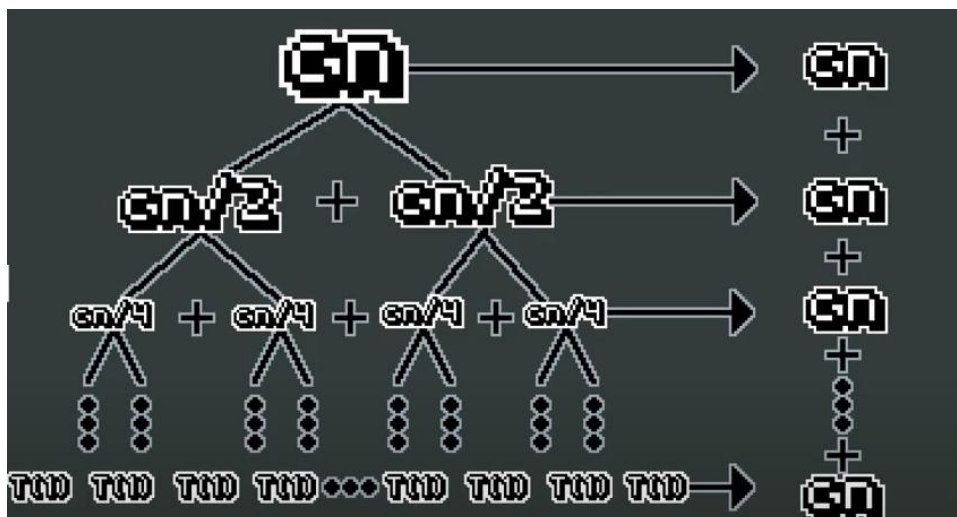 cn cn
+
cn/2 + cn/2 cn
+
cn/4 + cn/4 + cn/4 + cn/4 cn
+
+
T(1) T(1) T(1) T(1) ... T(1) T(1) T(1) T(1) cn